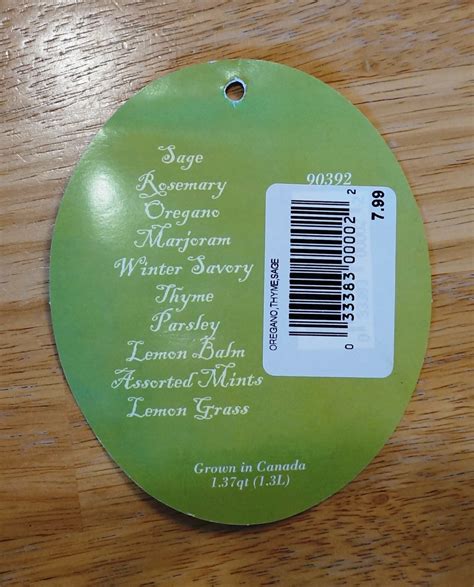 Sage
Rosemary
Oregano
Marjoram
Winter Savory
Thyme
Parsley
Lemon Balm
Assorted Mints
Lemon Grass
90392
7.99
0 33383 00002 2
OREGANO,THYME,SAGE
Grown in Canada
1.37qt (1.3L)